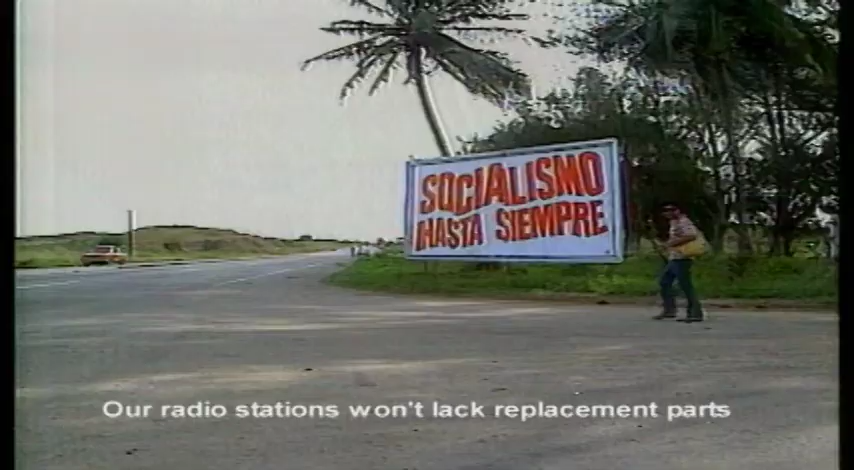 SOCIALISMO
HASTA SIEMPRE
Our radio stations won't lack replacement parts